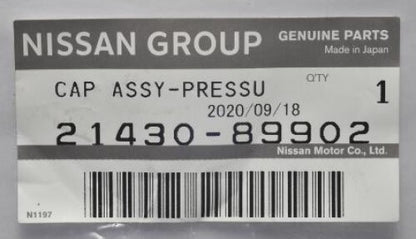 NISSAN GROUP
GENUINE PARTS
Made in Japan
CAP ASSY-PRESSU
Q'TY
1
2020/09/18
21430-89902
Nissan Motor Co., Ltd.
N1197